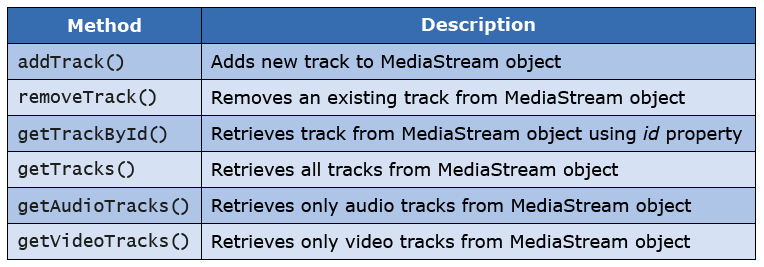 Method Description
addTrack() Adds new track to MediaStream object
removeTrack() Removes an existing track from MediaStream object
getTrackById() Retrieves track from MediaStream object using id property
getTracks() Retrieves all tracks from MediaStream object
getAudioTracks() Retrieves only audio tracks from MediaStream object
getVideoTracks() Retrieves only video tracks from MediaStream object